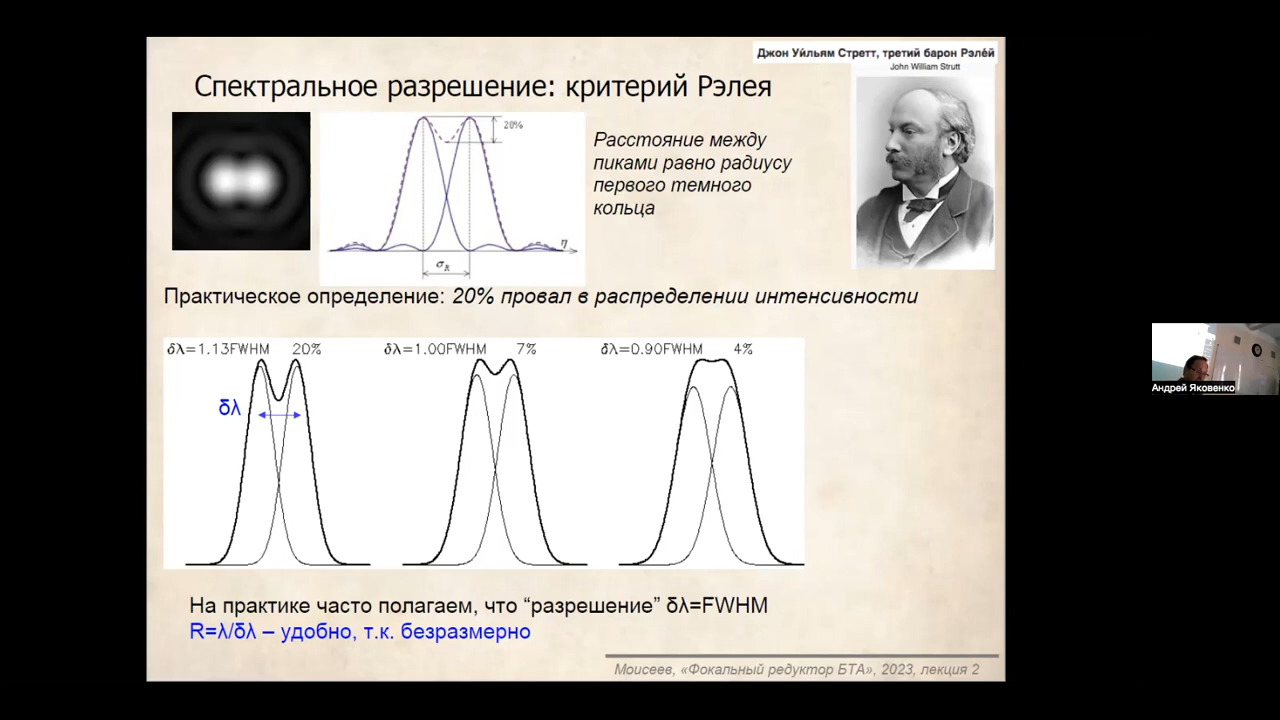 Джон Уи́льям Стретт, третий барон Рэле́й
John William Strutt
Спектральное разрешение: критерий Рэлея
20%
η
σR
Расстояние между
пиками равно радиусу
первого темного
кольца
Практическое определение: 20% провал в распределении интенсивности
δλ=1.13FWHM 20%
δλ=1.00FWHM 7%
δλ=0.90FWHM 4%
δλ
Андрей Яковенко
На практике часто полагаем, что “разрешение” δλ=FWHM
R=λ/δλ – удобно, т.к. безразмерно
Моисеев, «Фокальный редуктор БТА», 2023, лекция 2